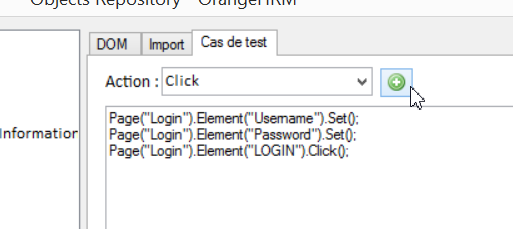 Objects Repository - OrangeHRM
DOM Import Cas de test
Action : Click
Information
Page("Login").Element("Username").Set();
Page("Login").Element("Password").Set();
Page("Login").Element("LOGIN").Click();